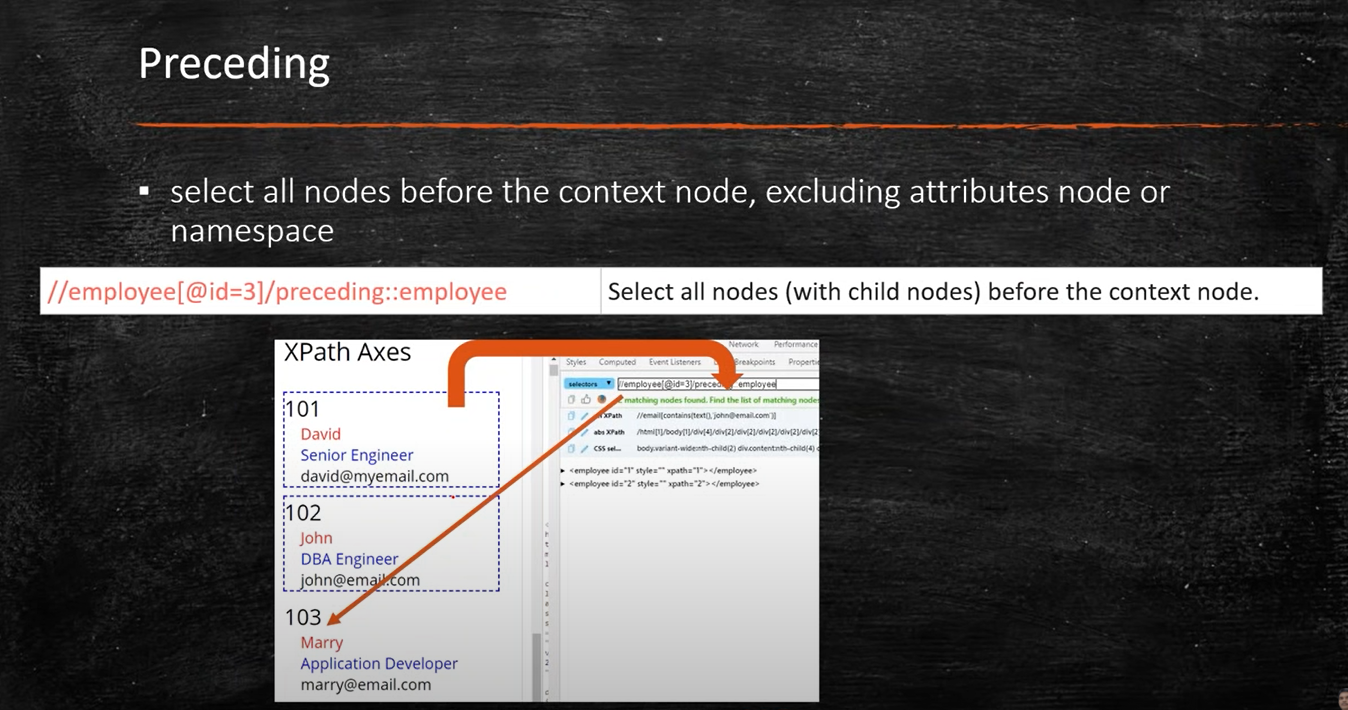 Preceding
▪ select all nodes before the context node, excluding attributes node or
namespace
//employee[@id=3]/preceding::employee
Select all nodes (with child nodes) before the context node.
XPath Axes
101
David
Senior Engineer
david@myemail.com
102
John
DBA Engineer
john@email.com
103
Marry
Application Developer
marry@email.com
Network Performance
Styles Computed Event Listeners Breakpoints Properti
selectors
//employee[@id=3]/preced employee
matching nodes found. Find the list of matching nodes
XPath //email[contains(text(),'john@email.com')]
abs XPath /html[1]/body[1]/div[4]/div[2]/div[2]/div[2]/div[2]/div[2]
CSS sel... body.variant-wide:nth-child(2) div.content:nth-child(4)
<employee id="1" style="" xpath="1"></employee>
<employee id="2" style="" xpath="2"></employee>